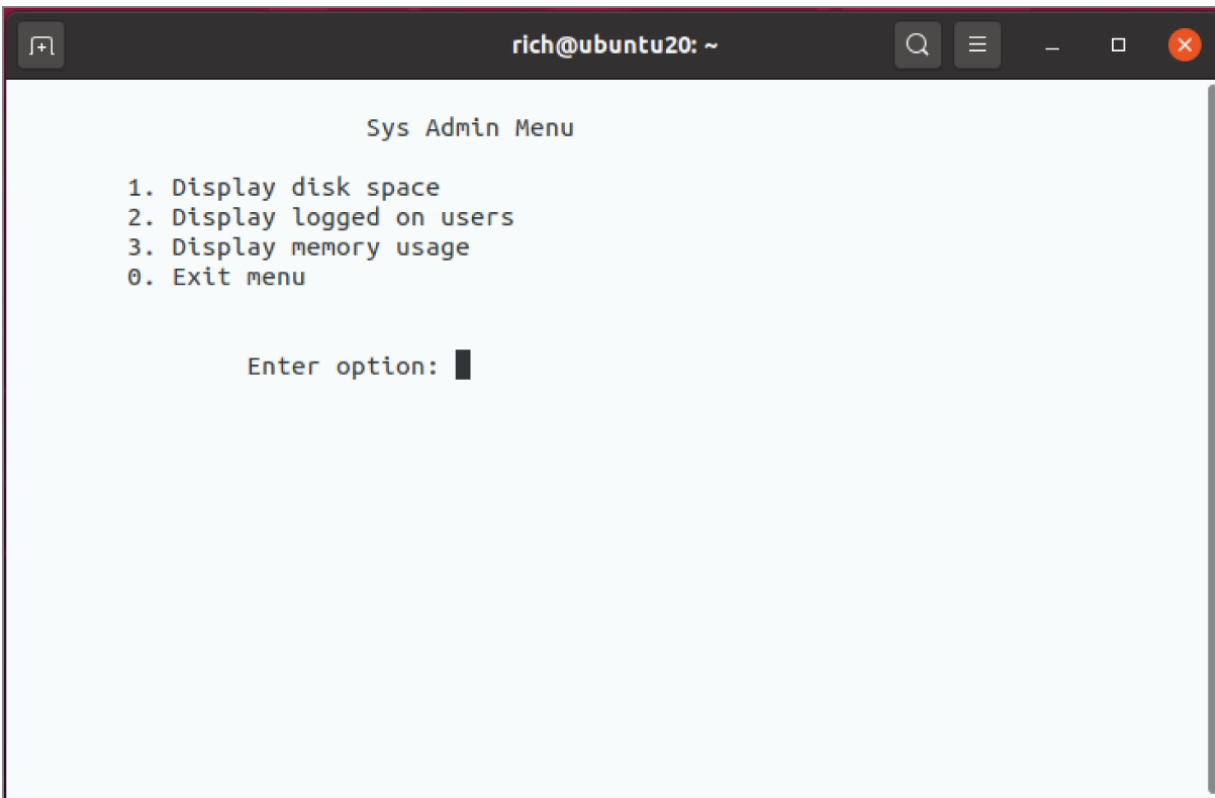 rich@ubuntu20: ~
Sys Admin Menu
1. Display disk space
2. Display logged on users
3. Display memory usage
0. Exit menu
Enter option: